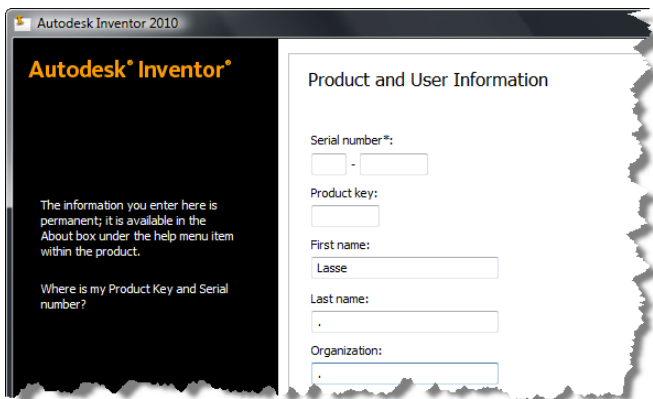 Autodesk Inventor 2010
Autodesk® Inventor®
The information you enter here is
permanent; it is available in the
About box under the help menu item
within the product.
Where is my Product Key and Serial
number?
Product and User Information
Serial number*:
-
Product key:
First name:
Lasse
Last name:
.
Organization:
.